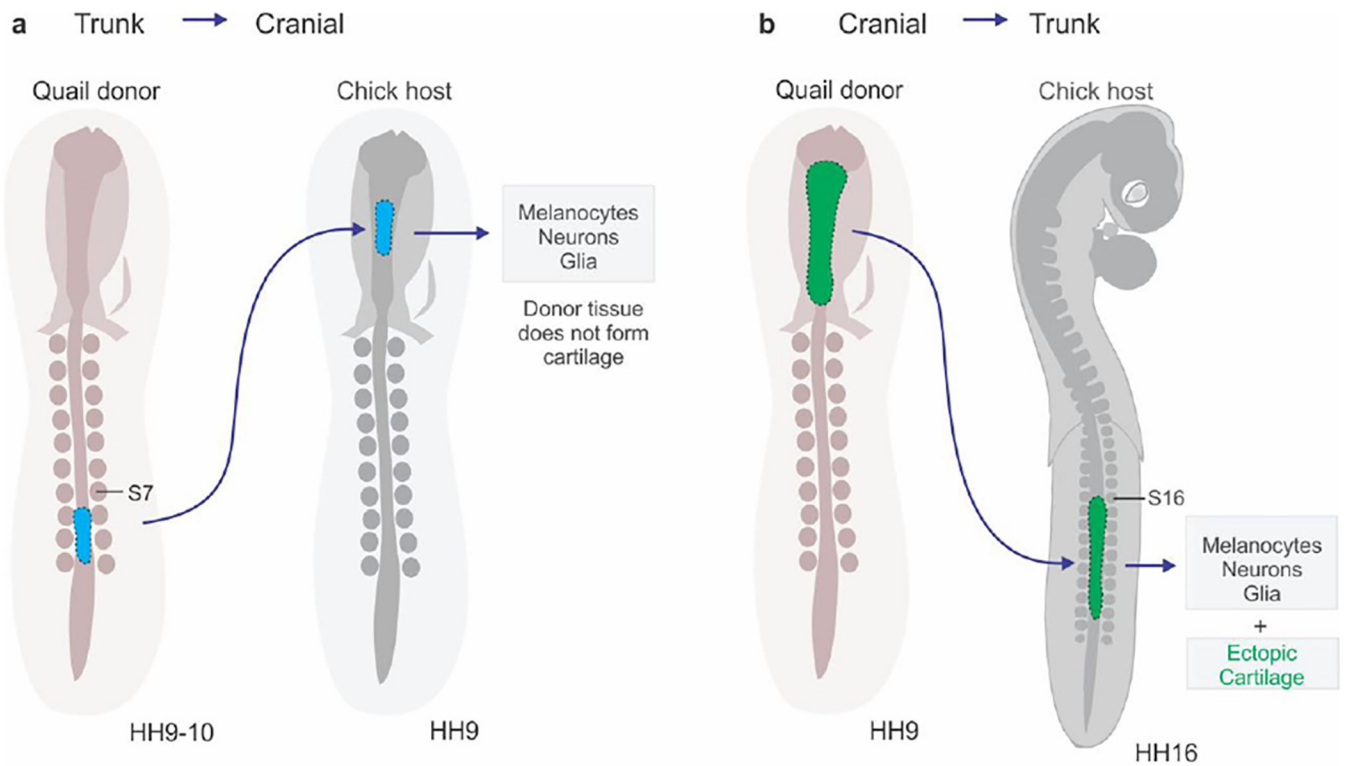 a Trunk → Cranial
Quail donor
Chick host
Melanocytes
Neurons
Glia
Donor tissue
does not form
cartilage
S7
HH9-10
HH9
b Cranial → Trunk
Quail donor
Chick host
S16
Melanocytes
Neurons
Glia
+
Ectopic
Cartilage
HH9
HH16